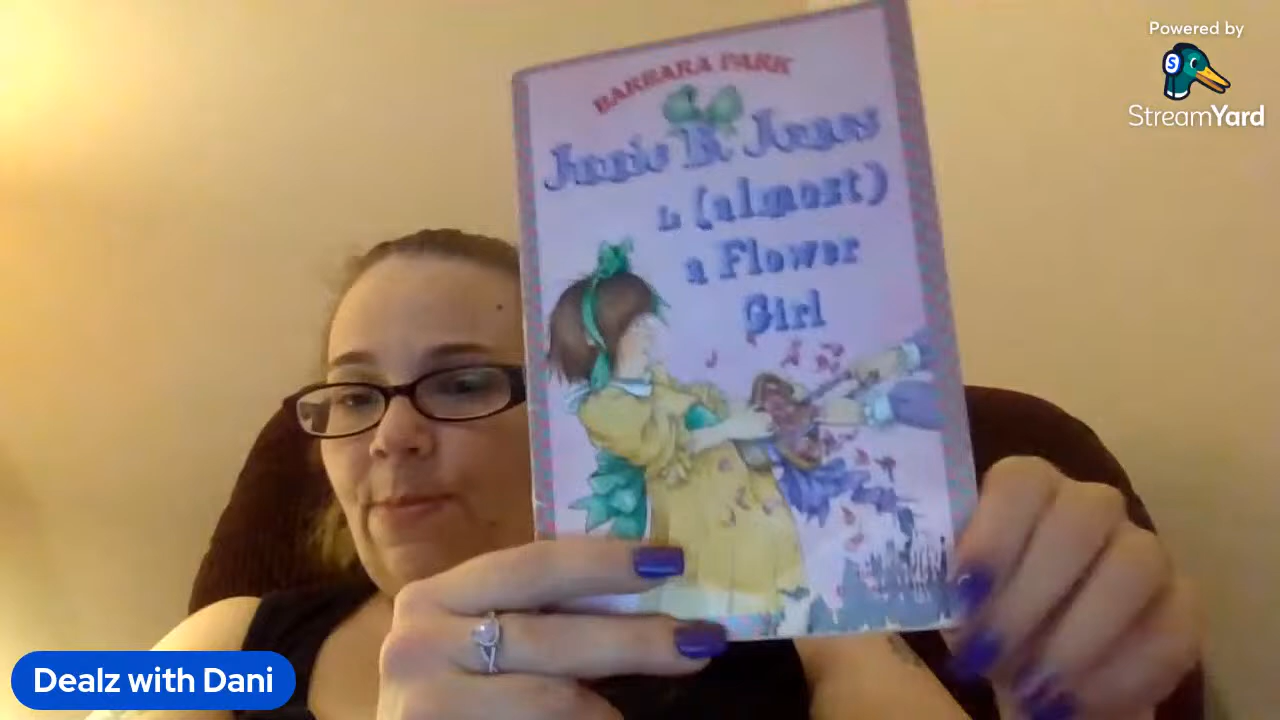 Powered by
StreamYard
BARBARA PARK
Junie B. Jones
is (almost)
a Flower
Girl
Dealz with Dani